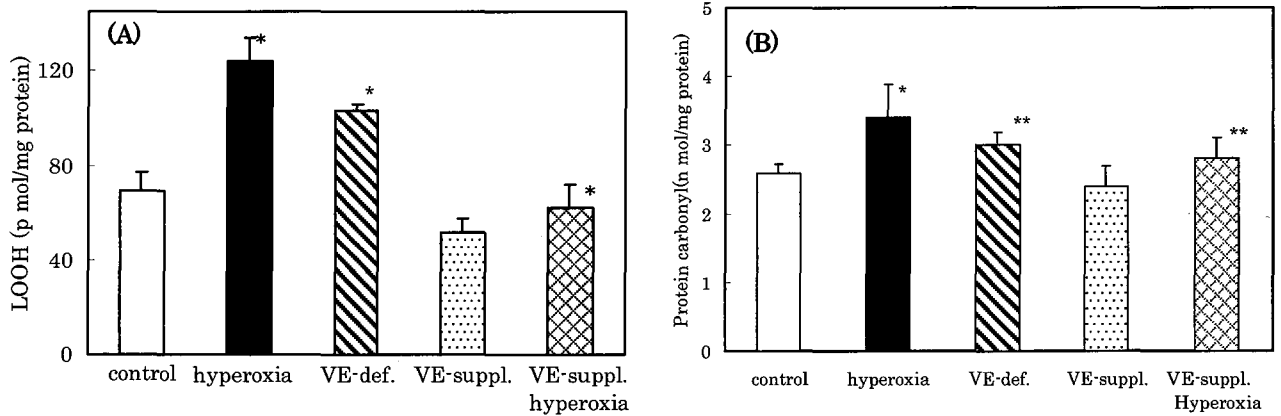 (A)
LOOH (p mol/mg protein)
120
80
40
0
*
*
*
control hyperoxia VE-def. VE-suppl. VE-suppl.
hyperoxia
(B)
Protein carbonyl(n mol/mg protein)
5
4
3
2
1
0
*
**
**
control hyperoxia VE-def. VE-suppl. VE-suppl.
Hyperoxia